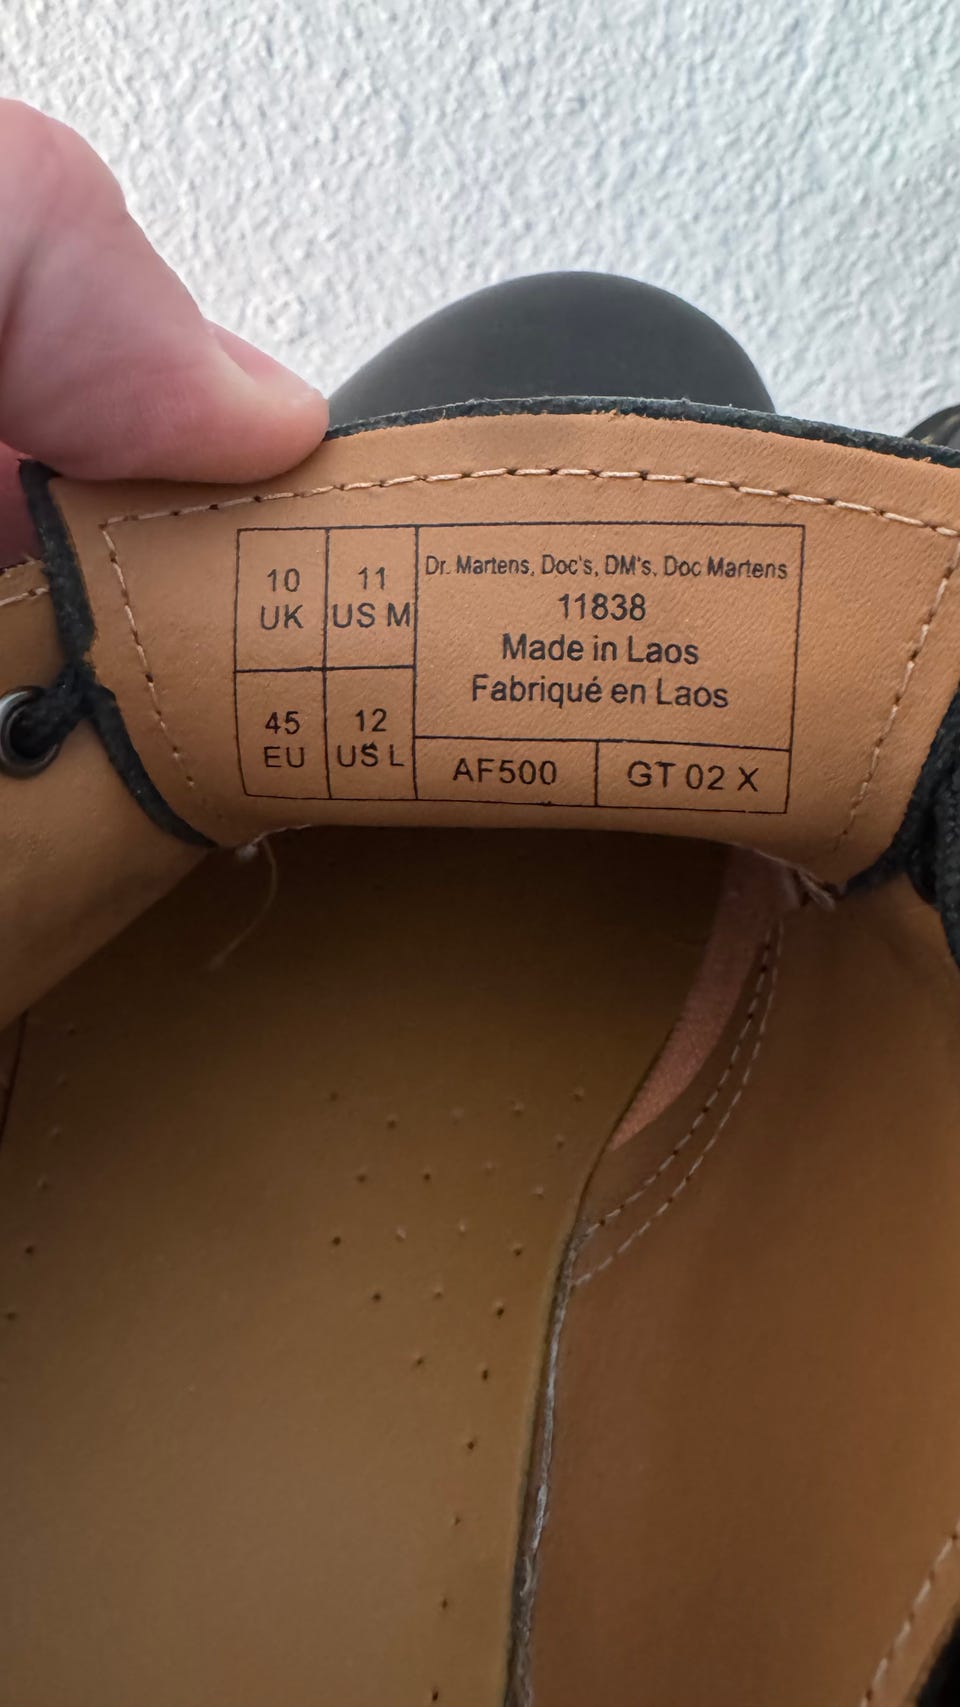 10
UK
11
US M
45
EU
12
US L
Dr. Martens, Doc's, DM's, Doc Martens
11838
Made in Laos
Fabriqué en Laos
AF500
GT 02 X